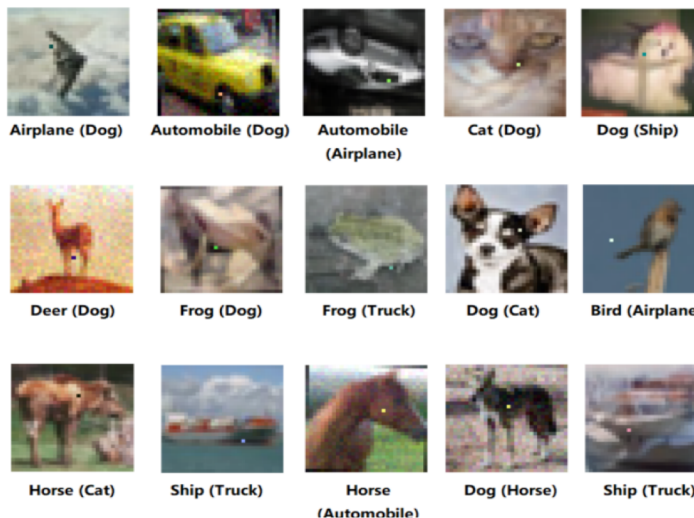 Airplane (Dog)
Automobile (Dog)
Automobile
(Airplane)
Cat (Dog)
Dog (Ship)
Deer (Dog)
Frog (Dog)
Frog (Truck)
Dog (Cat)
Bird (Airplane
Horse (Cat)
Ship (Truck)
Horse
(Automobile)
Dog (Horse)
Ship (Truck)